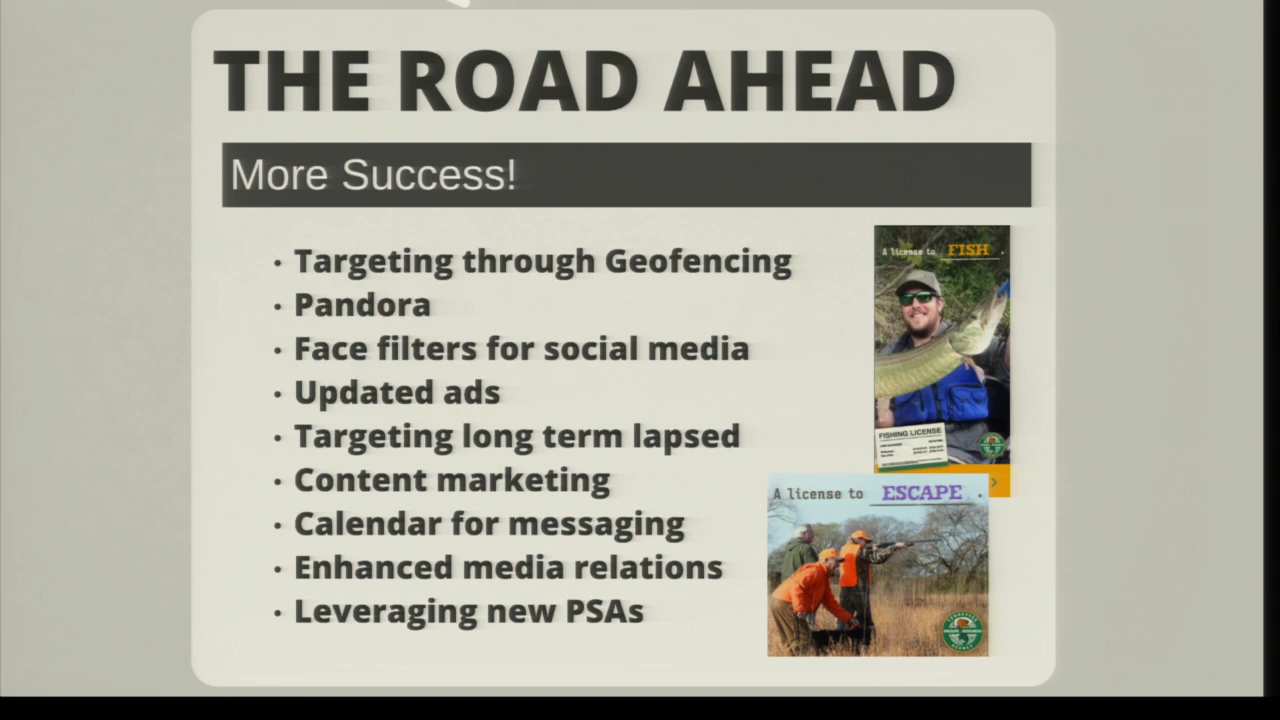 THE ROAD AHEAD
More Success!
· Targeting through Geofencing
· Pandora
· Face filters for social media
· Updated ads
· Targeting long term lapsed
· Content marketing
· Calendar for messaging
· Enhanced media relations
· Leveraging new PSAs
A license to FISH .
FISHING LICENSE
A license to ESCAPE .